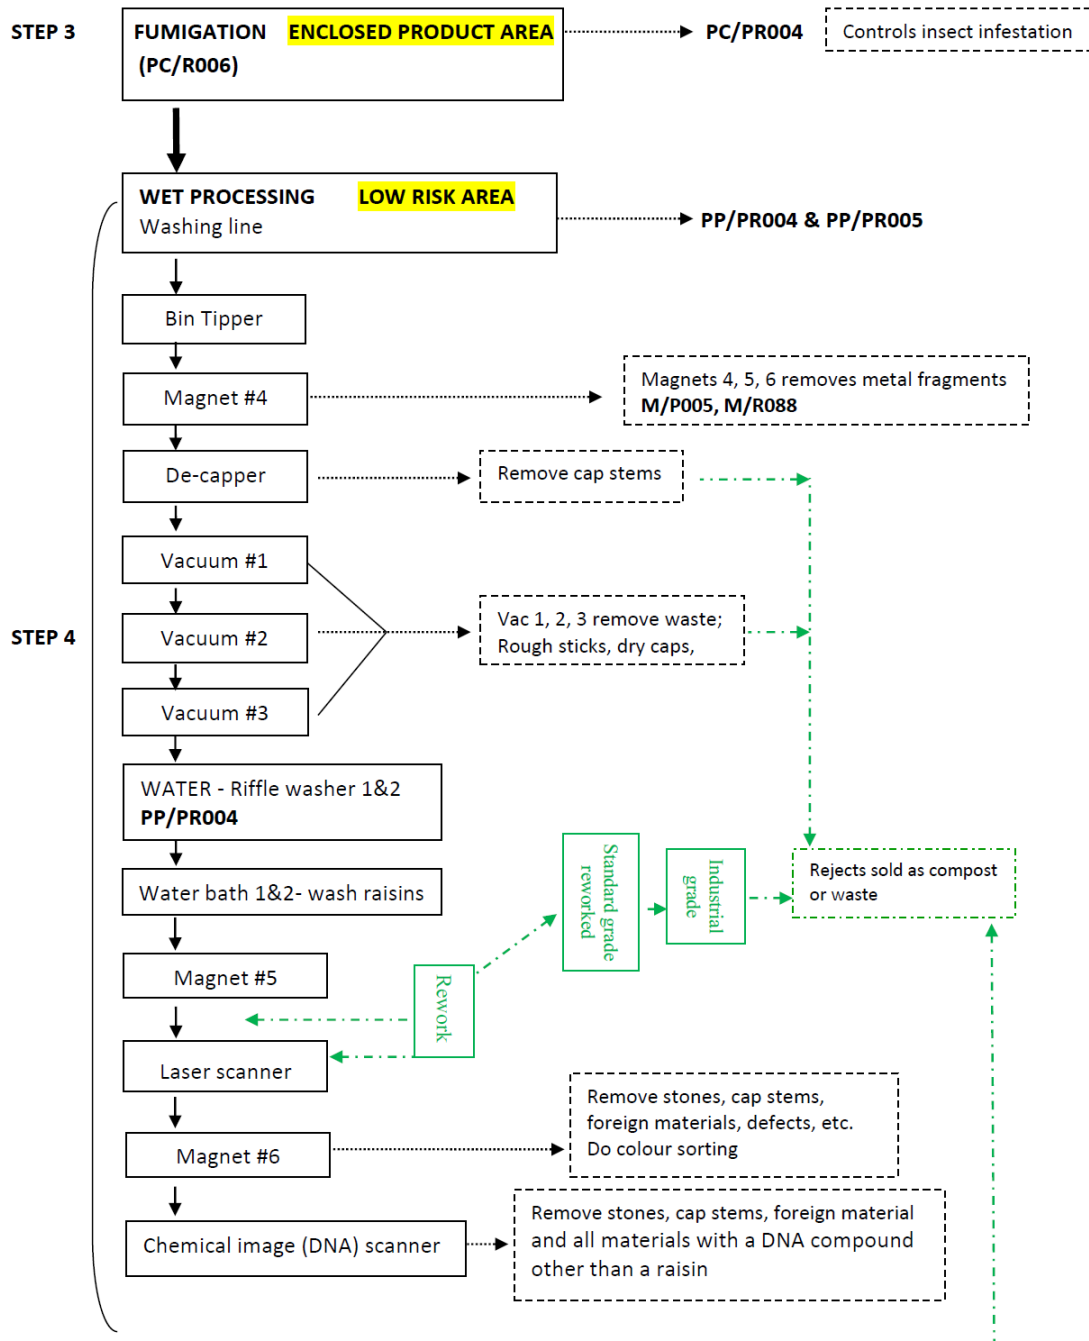 STEP 3
FUMIGATION ENCLOSED PRODUCT AREA
(PC/R006)
PC/PR004
Controls insect infestation
WET PROCESSING LOW RISK AREA
Washing line
PP/PR004 & PP/PR005
Bin Tipper
Magnet #4
Magnets 4, 5, 6 removes metal fragments
M/P005, M/R088
De-capper
Remove cap stems
Vacuum #1
STEP 4
Vacuum #2
Vac 1, 2, 3 remove waste;
Rough sticks, dry caps,
Vacuum #3
WATER - Riffle washer 1&2
PP/PR004
Standard grade
reworked
Industrial
grade
Rejects sold as compost
or waste
Water bath 1&2- wash raisins
Magnet #5
Rework
Laser scanner
Remove stones, cap stems,
foreign materials, defects, etc.
Do colour sorting
Magnet #6
Chemical image (DNA) scanner
Remove stones, cap stems, foreign material
and all materials with a DNA compound
other than a raisin